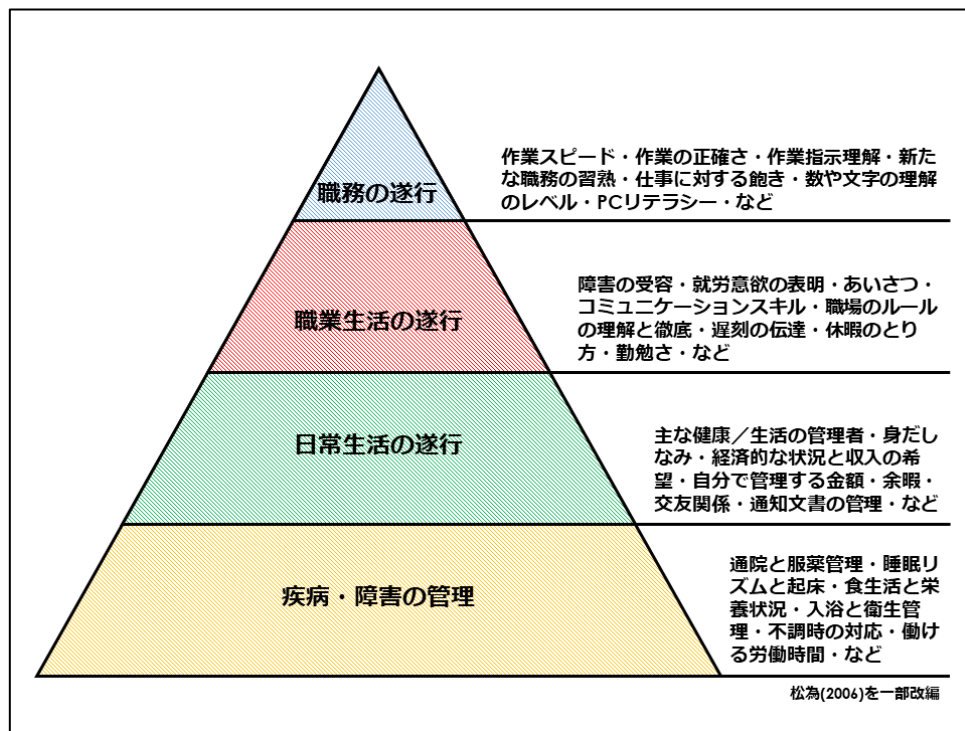 職務の遂行
作業スピード・作業の正確さ・作業指示理解・新た
な職務の習熟・仕事に対する飽き・数や文字の理解
のレベル・PCリテラシー・など
職業生活の遂行
障害の受容・就労意欲の表明・あいさつ・
コミュニケーションスキル・職場のルール
の理解と徹底・遅刻の伝達・休暇のとり
方・勤勉さ・など
日常生活の遂行
主な健康／生活の管理者・身だし
なみ・経済的な状況と収入の希
望・自分で管理する金額・余暇・
交友関係・通知文書の管理・など
疾病・障害の管理
通院と服薬管理・睡眠リ
ズムと起床・食生活と栄
養状況・入浴と衛生管
理・不調時の対応・働け
る労働時間・など
松為(2006)を一部改編